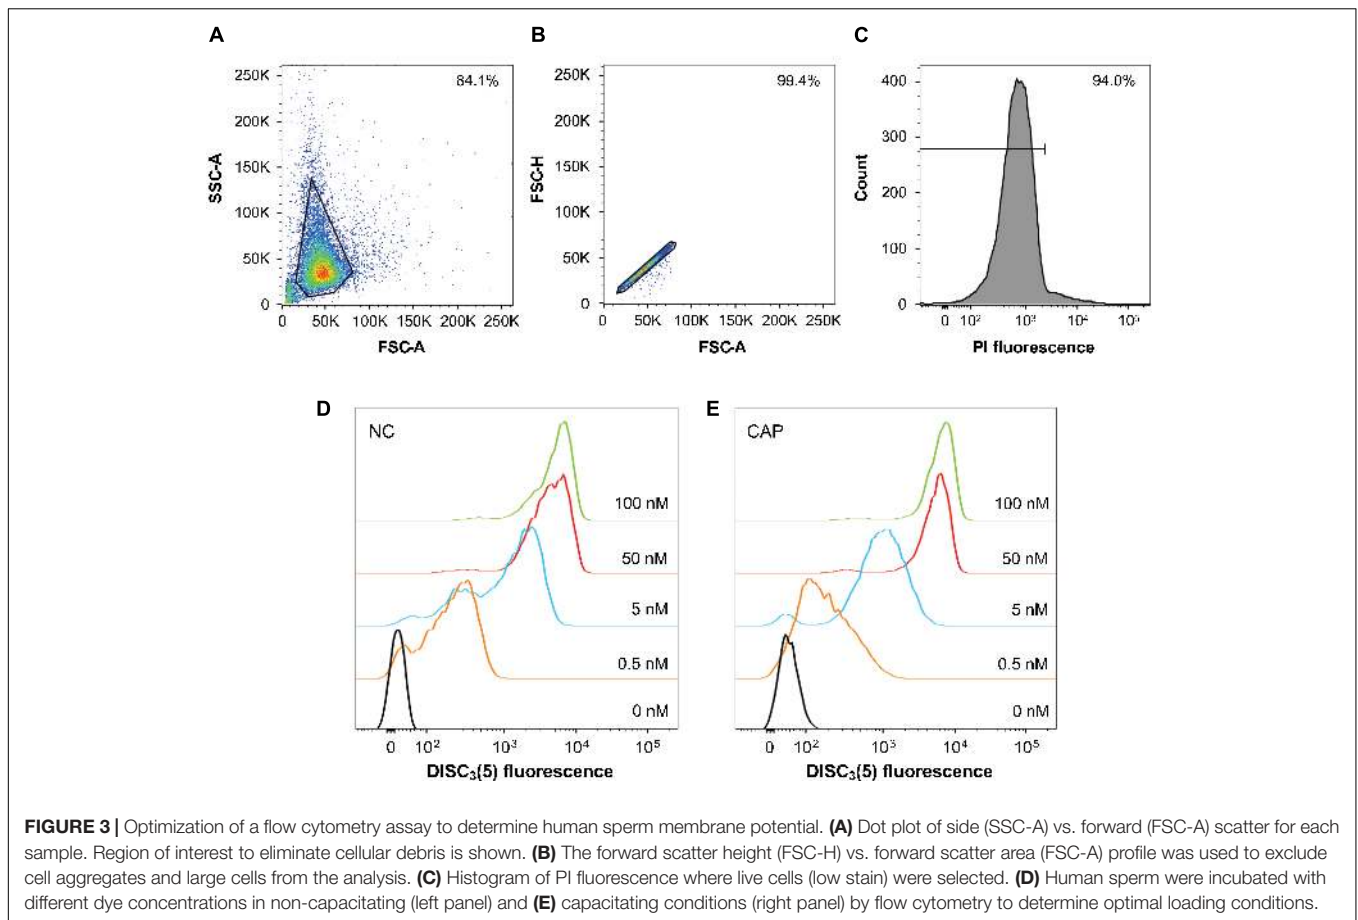 A
B
C
250K
200K
150K
100K
50K
0
SSC-A
84.1%
0 50K 100K 150K 200K 250K
FSC-A
250K
200K
150K
100K
50K
0
FSC-H
99.4%
0 50K 100K 150K 200K 250K
FSC-A
400
300
200
100
0
Count
94.0%
0 10² 10³ 10⁴ 10⁵
PI fluorescence
D
NC
100 nM
50 nM
5 nM
0.5 nM
0 nM
0 10² 10³ 10⁴ 10⁵
DISC₃(5) fluorescence
E
CAP
100 nM
50 nM
5 nM
0.5 nM
0 nM
0 10² 10³ 10⁴ 10⁵
DISC₃(5) fluorescence
FIGURE 3 | Optimization of a flow cytometry assay to determine human sperm membrane potential. (A) Dot plot of side (SSC-A) vs. forward (FSC-A) scatter for each
sample. Region of interest to eliminate cellular debris is shown. (B) The forward scatter height (FSC-H) vs. forward scatter area (FSC-A) profile was used to exclude
cell aggregates and large cells from the analysis. (C) Histogram of PI fluorescence where live cells (low stain) were selected. (D) Human sperm were incubated with
different dye concentrations in non-capacitating (left panel) and (E) capacitating conditions (right panel) by flow cytometry to determine optimal loading conditions.